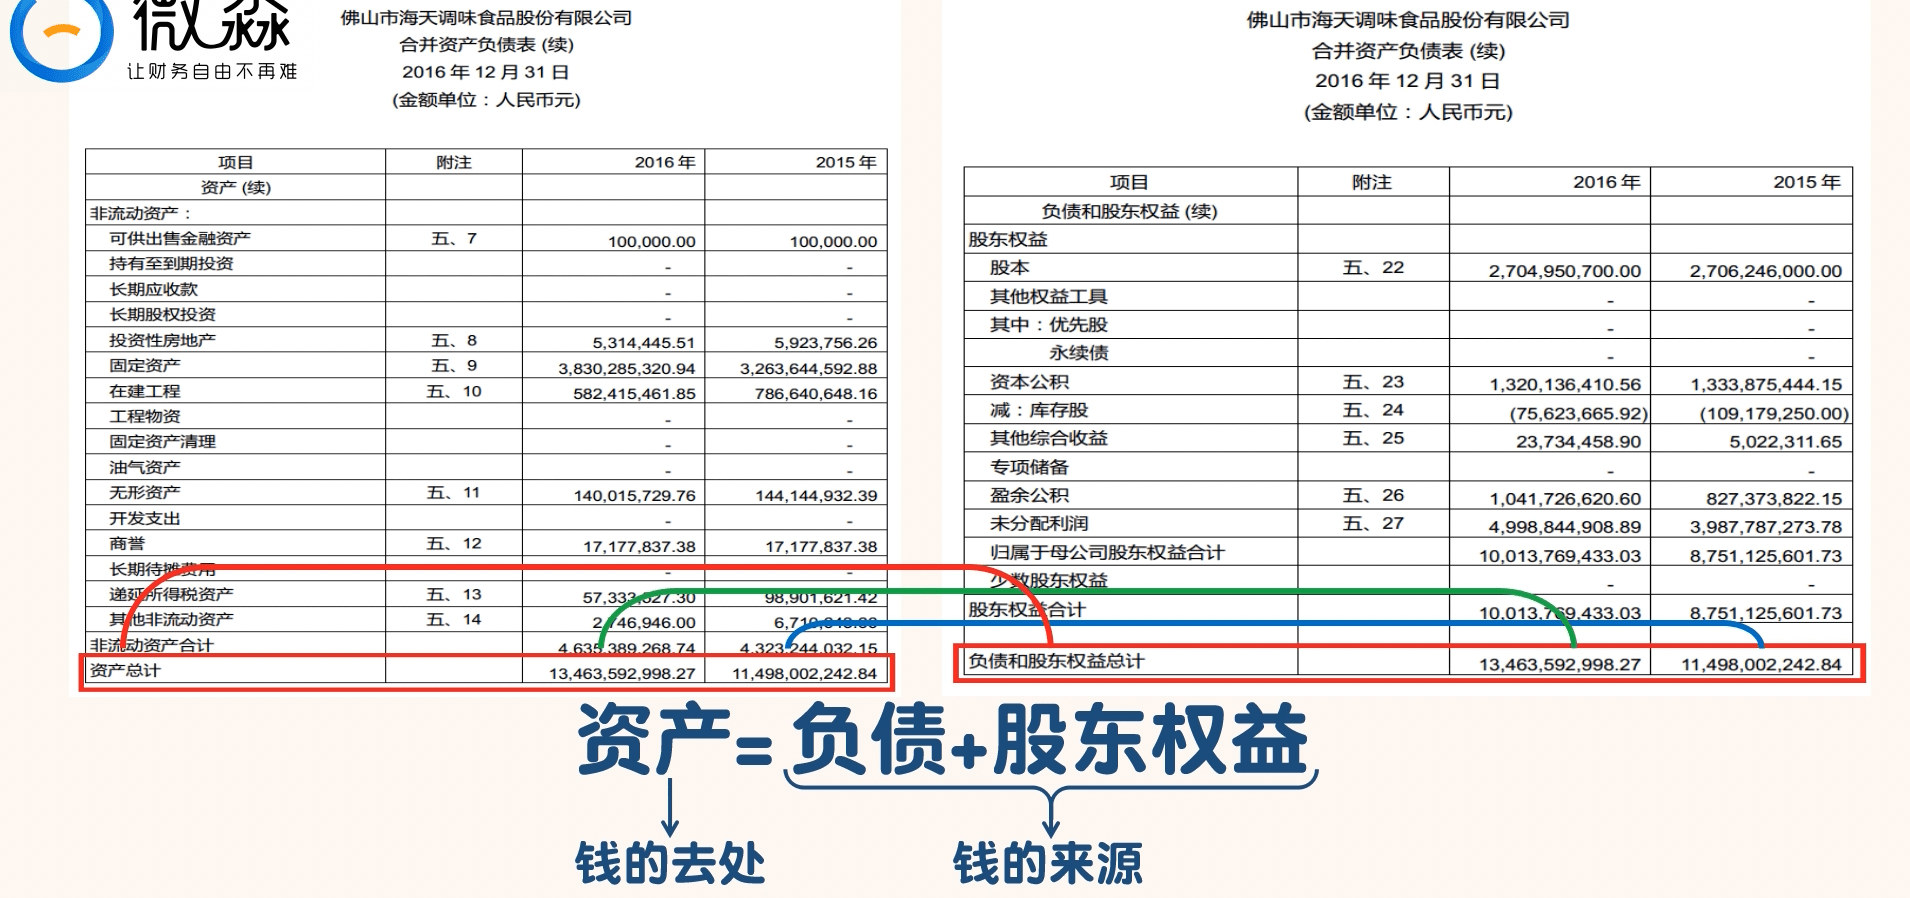 微淼
让财务自由不再难
佛山市海天调味食品股份有限公司
合并资产负债表 (续)
2016 年 12 月 31 日
(金额单位：人民币元)
项目 附注 2016 年 2015 年
资产 (续)
非流动资产：
可供出售金融资产 五、7 100,000.00 100,000.00
持有至到期投资 - -
长期应收款 - -
长期股权投资 - -
投资性房地产 五、8 5,314,445.51 5,923,756.26
固定资产 五、9 3,830,285,320.94 3,263,644,592.88
在建工程 五、10 582,415,461.85 786,640,648.16
工程物资 - -
固定资产清理 - -
油气资产 - -
无形资产 五、11 140,015,729.76 144,144,932.39
开发支出 - -
商誉 五、12 17,177,837.38 17,177,837.38
长期待摊费用 - -
递延所得税资产 五、13 98,901,621.42
其他非流动资产 五、14 2,746,946.00
非流动资产合计 4,635,389,268.74 4,323,244,032.15
资产总计 13,463,592,998.27 11,498,002,242.84
佛山市海天调味食品股份有限公司
合并资产负债表 (续)
2016 年 12 月 31 日
(金额单位：人民币元)
项目 附注 2016 年 2015 年
负债和股东权益 (续)
股东权益
股本 五、22 2,704,950,700.00 2,706,246,000.00
其他权益工具 - -
其中：优先股 - -
永续债 - -
资本公积 五、23 1,320,136,410.56 1,333,875,444.15
减：库存股 五、24 (75,623,665.92) (109,179,250.00)
其他综合收益 五、25 23,734,458.90 5,022,311.65
专项储备 - -
盈余公积 五、26 1,041,726,620.60 827,373,822.15
未分配利润 五、27 4,998,844,908.89 3,987,787,273.78
归属于母公司股东权益合计 10,013,769,433.03 8,751,125,601.73
少数股东权益 - -
股东权益合计 10,013,769,433.03 8,751,125,601.73
负债和股东权益总计 13,463,592,998.27 11,498,002,242.84
资产=负债+股东权益
钱的去处 钱的来源